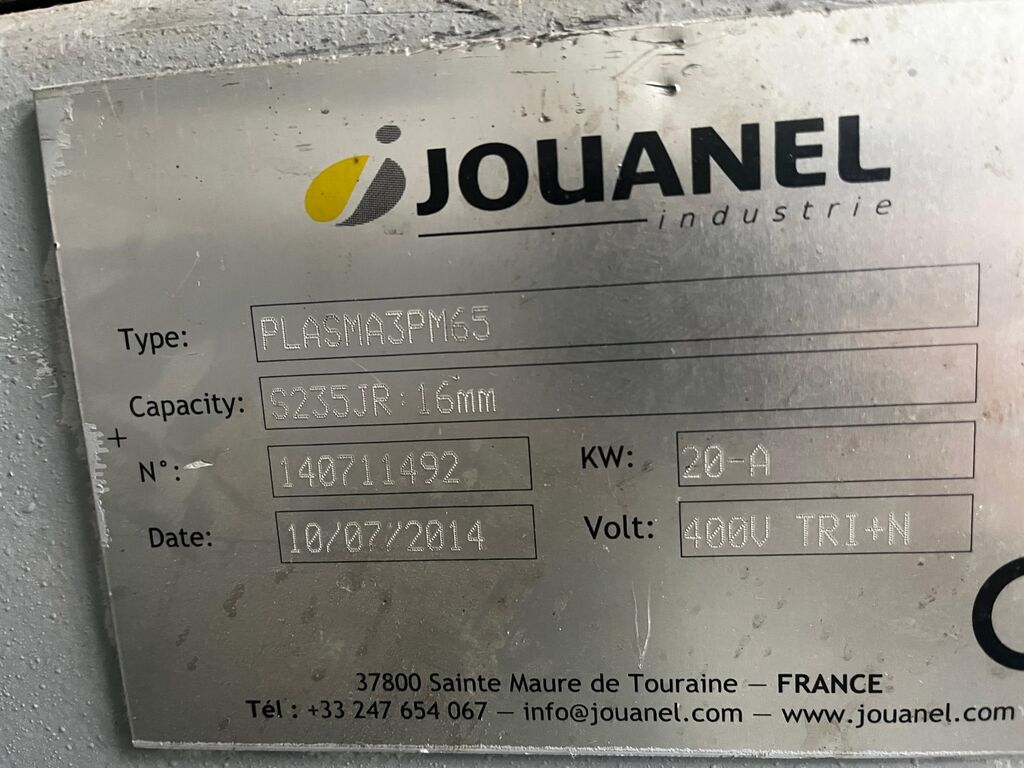 JOUANEL
industrie
Type: PLASMA3PM65
Capacity: S235JR:16mm
N°: 140711492 KW: 20-A
Date: 10/07/2014 Volt: 400V TRI+N
37800 Sainte Maure de Touraine — FRANCE
Tél : +33 247 654 067 — info@jouanel.com — www.jouanel.com